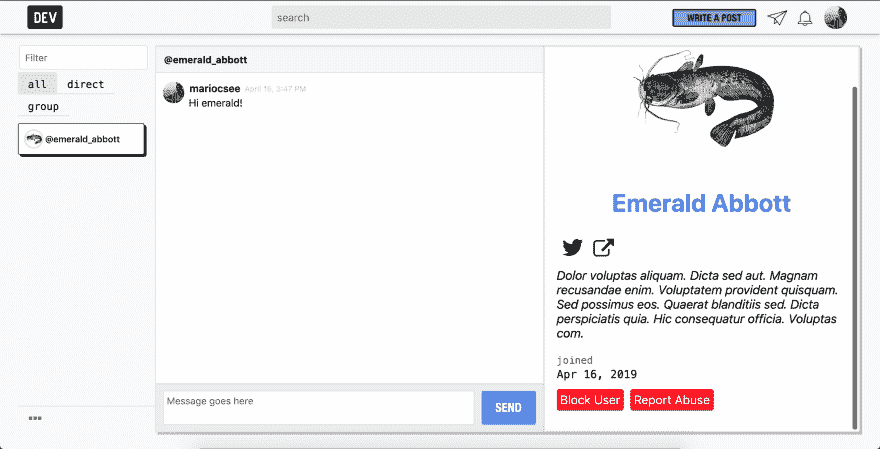 DEV
search
WRITE A POST
Filter
all direct
group
@emerald_abbott
@emerald_abbott
mariocsee April 16, 3:47 PM
Hi emerald!
Message goes here
SEND
Emerald Abbott
Dolor voluptas aliquam. Dicta sed aut. Magnam
recusandae enim. Voluptatem provident quisquam.
Sed possimus eos. Quaerat blanditiis sed. Dicta
perspiciatis quia. Hic consequatur officia. Voluptas
com.
joined
Apr 16, 2019
Block User Report Abuse